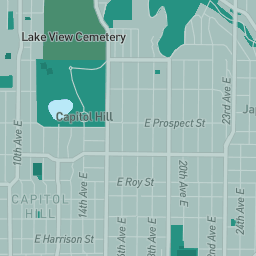 Lake View Cemetery
Capitol Hill
E Prospect St
23rd Ave E
10th Ave E
14th Ave E
E Roy St
20th Ave E
CAPITOL
HILL
24th Ave E
E Harrison St